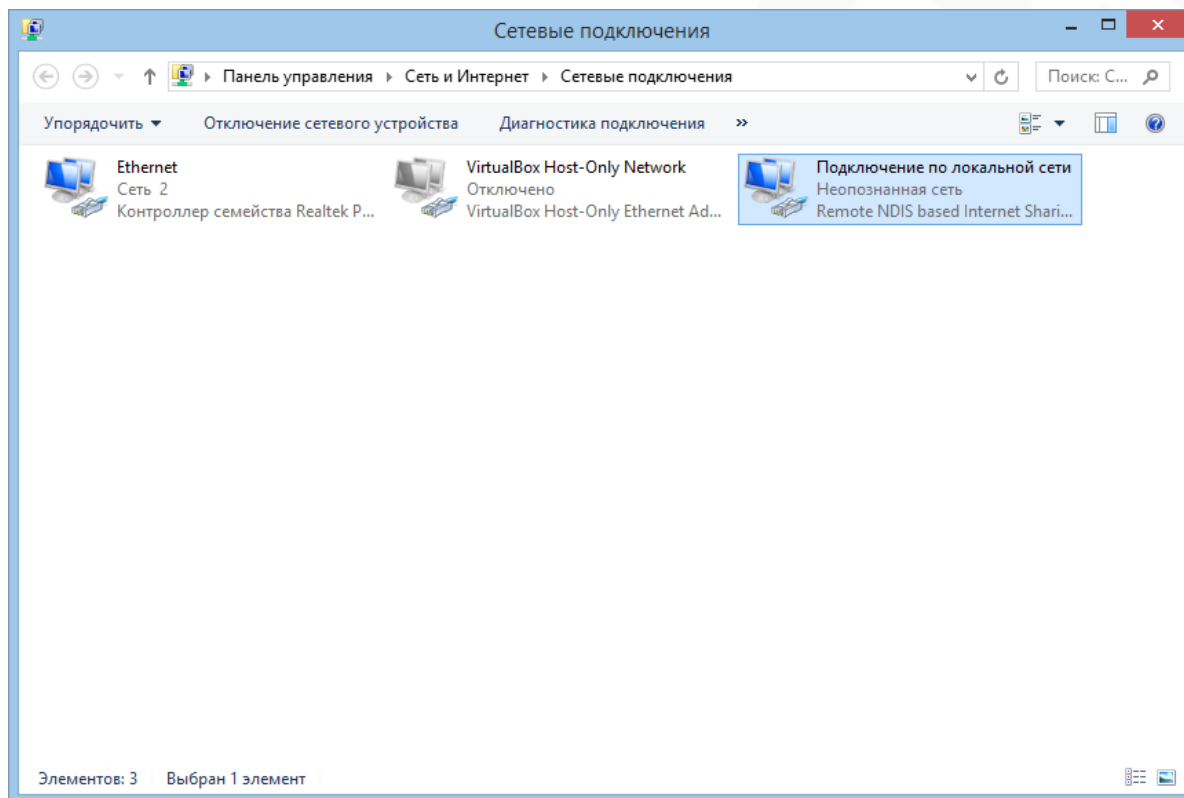 Сетевые подключения
Панель управления Сеть и Интернет Сетевые подключения Поиск: С...
Упорядочить Отключение сетевого устройства Диагностика подключения »
Ethernet
Сеть 2
Контроллер семейства Realtek P...
VirtualBox Host-Only Network
Отключено
VirtualBox Host-Only Ethernet Ad...
Подключение по локальной сети
Неопознанная сеть
Remote NDIS based Internet Shari...
Элементов: 3 Выбран 1 элемент